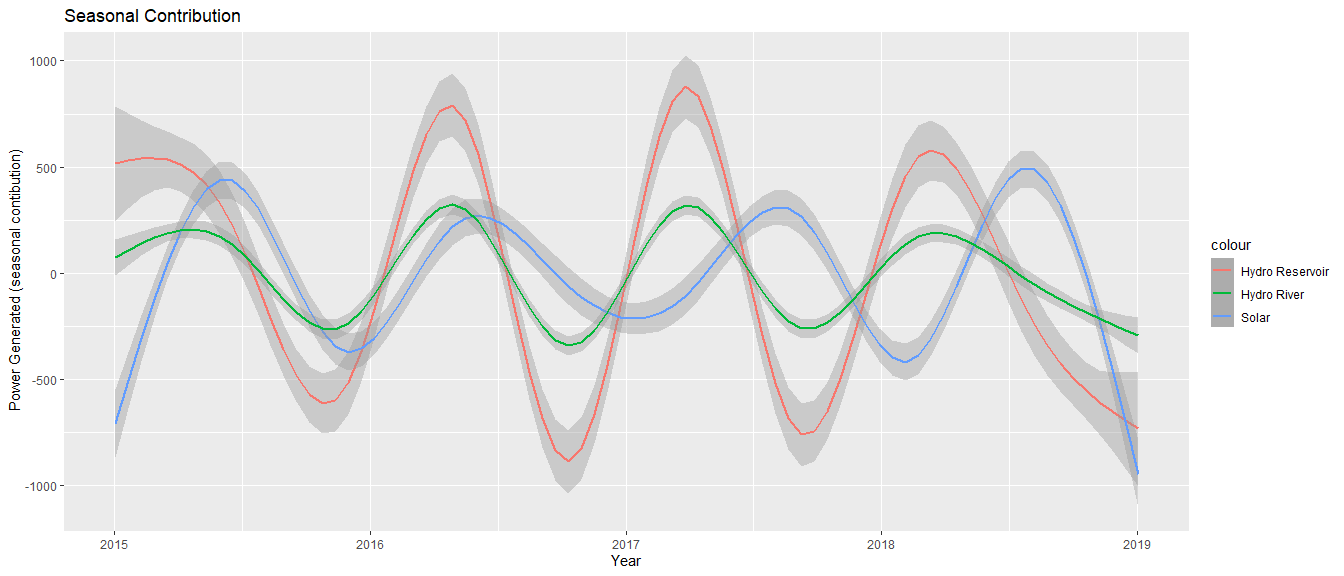 Seasonal Contribution
Power Generated (seasonal contibution)
1000
500
0
-500
-1000
2015
2016
2017
2018
2019
Year
colour
Hydro Reservoir
Hydro River
Solar